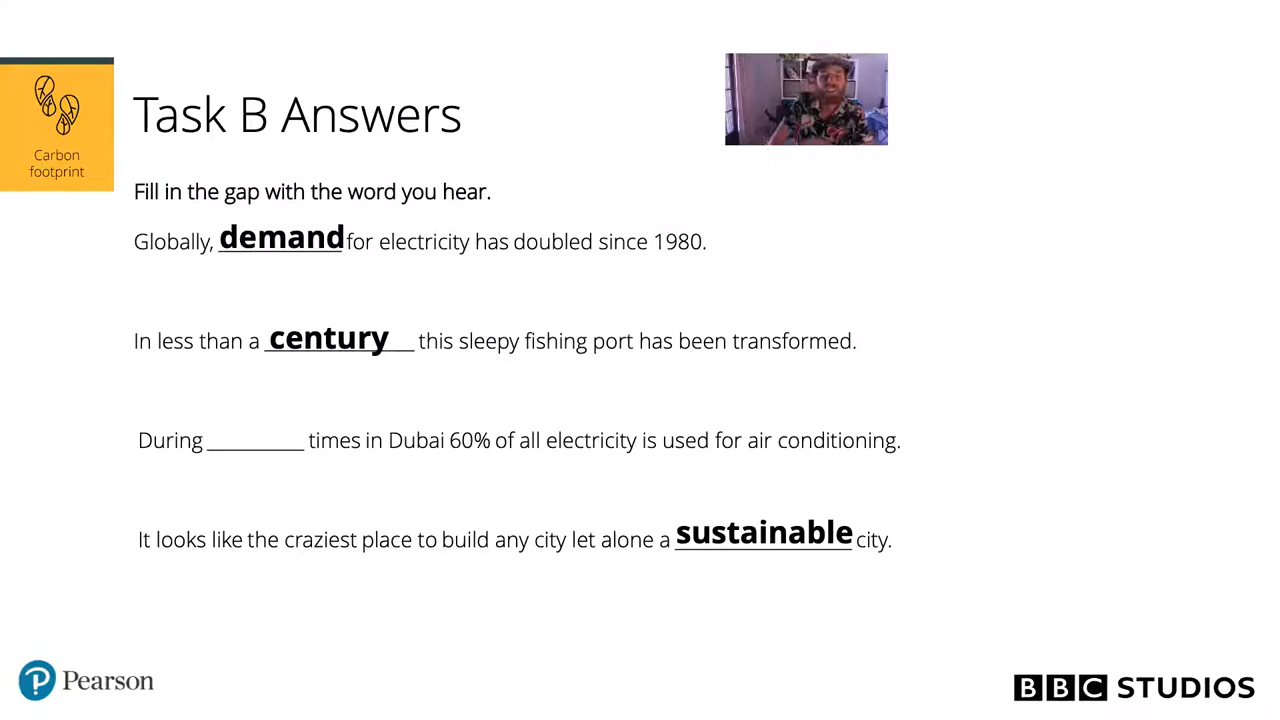 Carbon
footprint
Task B Answers
Fill in the gap with the word you hear.
Globally, demand for electricity has doubled since 1980.
In less than a century this sleepy fishing port has been transformed.
During __________ times in Dubai 60% of all electricity is used for air conditioning.
It looks like the craziest place to build any city let alone a sustainable city.
Pearson
BBC STUDIOS